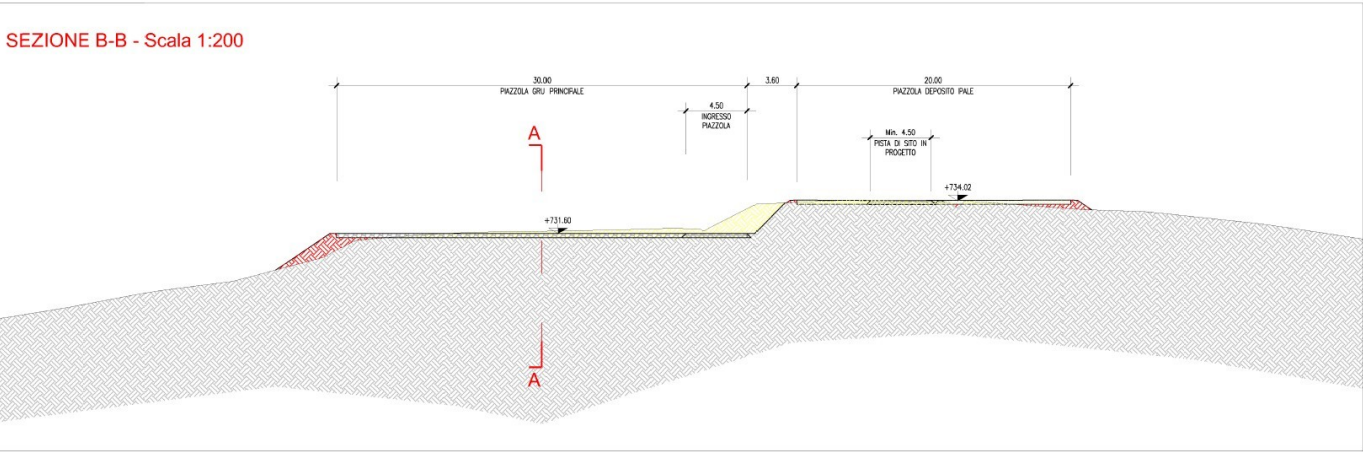 SEZIONE B-B - Scala 1:200
30.00
PIAZZOLA GRU PRINCIPALE
3.60
20.00
PIAZZOLA DEPOSITO PALE
4.50
INGRESSO
PIAZZOLA
Min. 4.50
PISTA DI SITO IN
PROGETTO
A
+734.02
+731.60
A